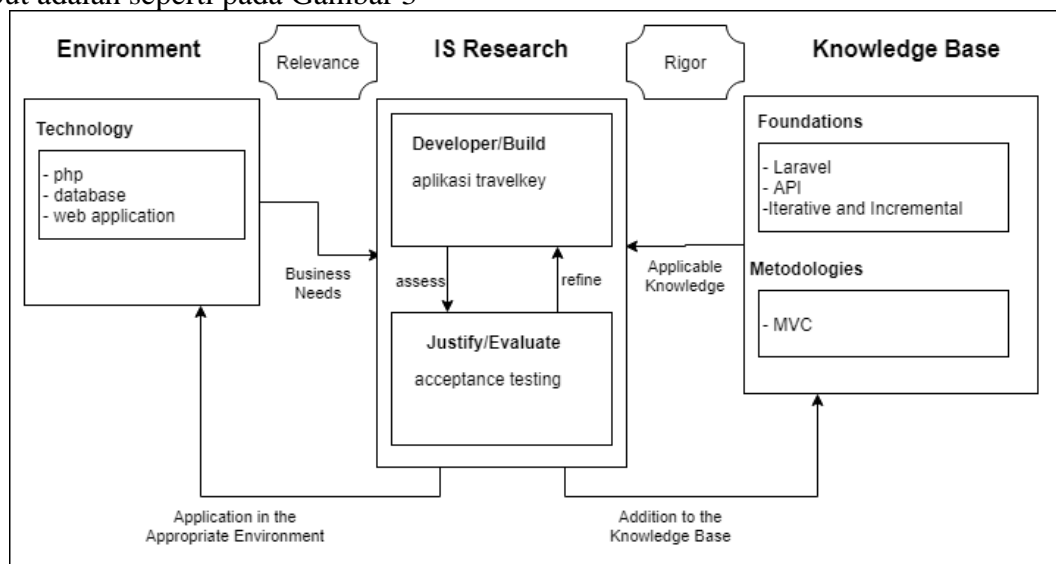 adalah seperti pada Gambar 3
Environment
Relevance
IS Research
Rigor
Knowledge Base
Technology
- php
- database
- web application
Business
Needs
Developer/Build
aplikasi travelkey
assess
refine
Justify/Evaluate
acceptance testing
Applicable
Knowledge
Foundations
- Laravel
- API
-Iterative and Incremental
Metodologies
- MVC
Application in the
Appropriate Environment
Addition to the
Knowledge Base